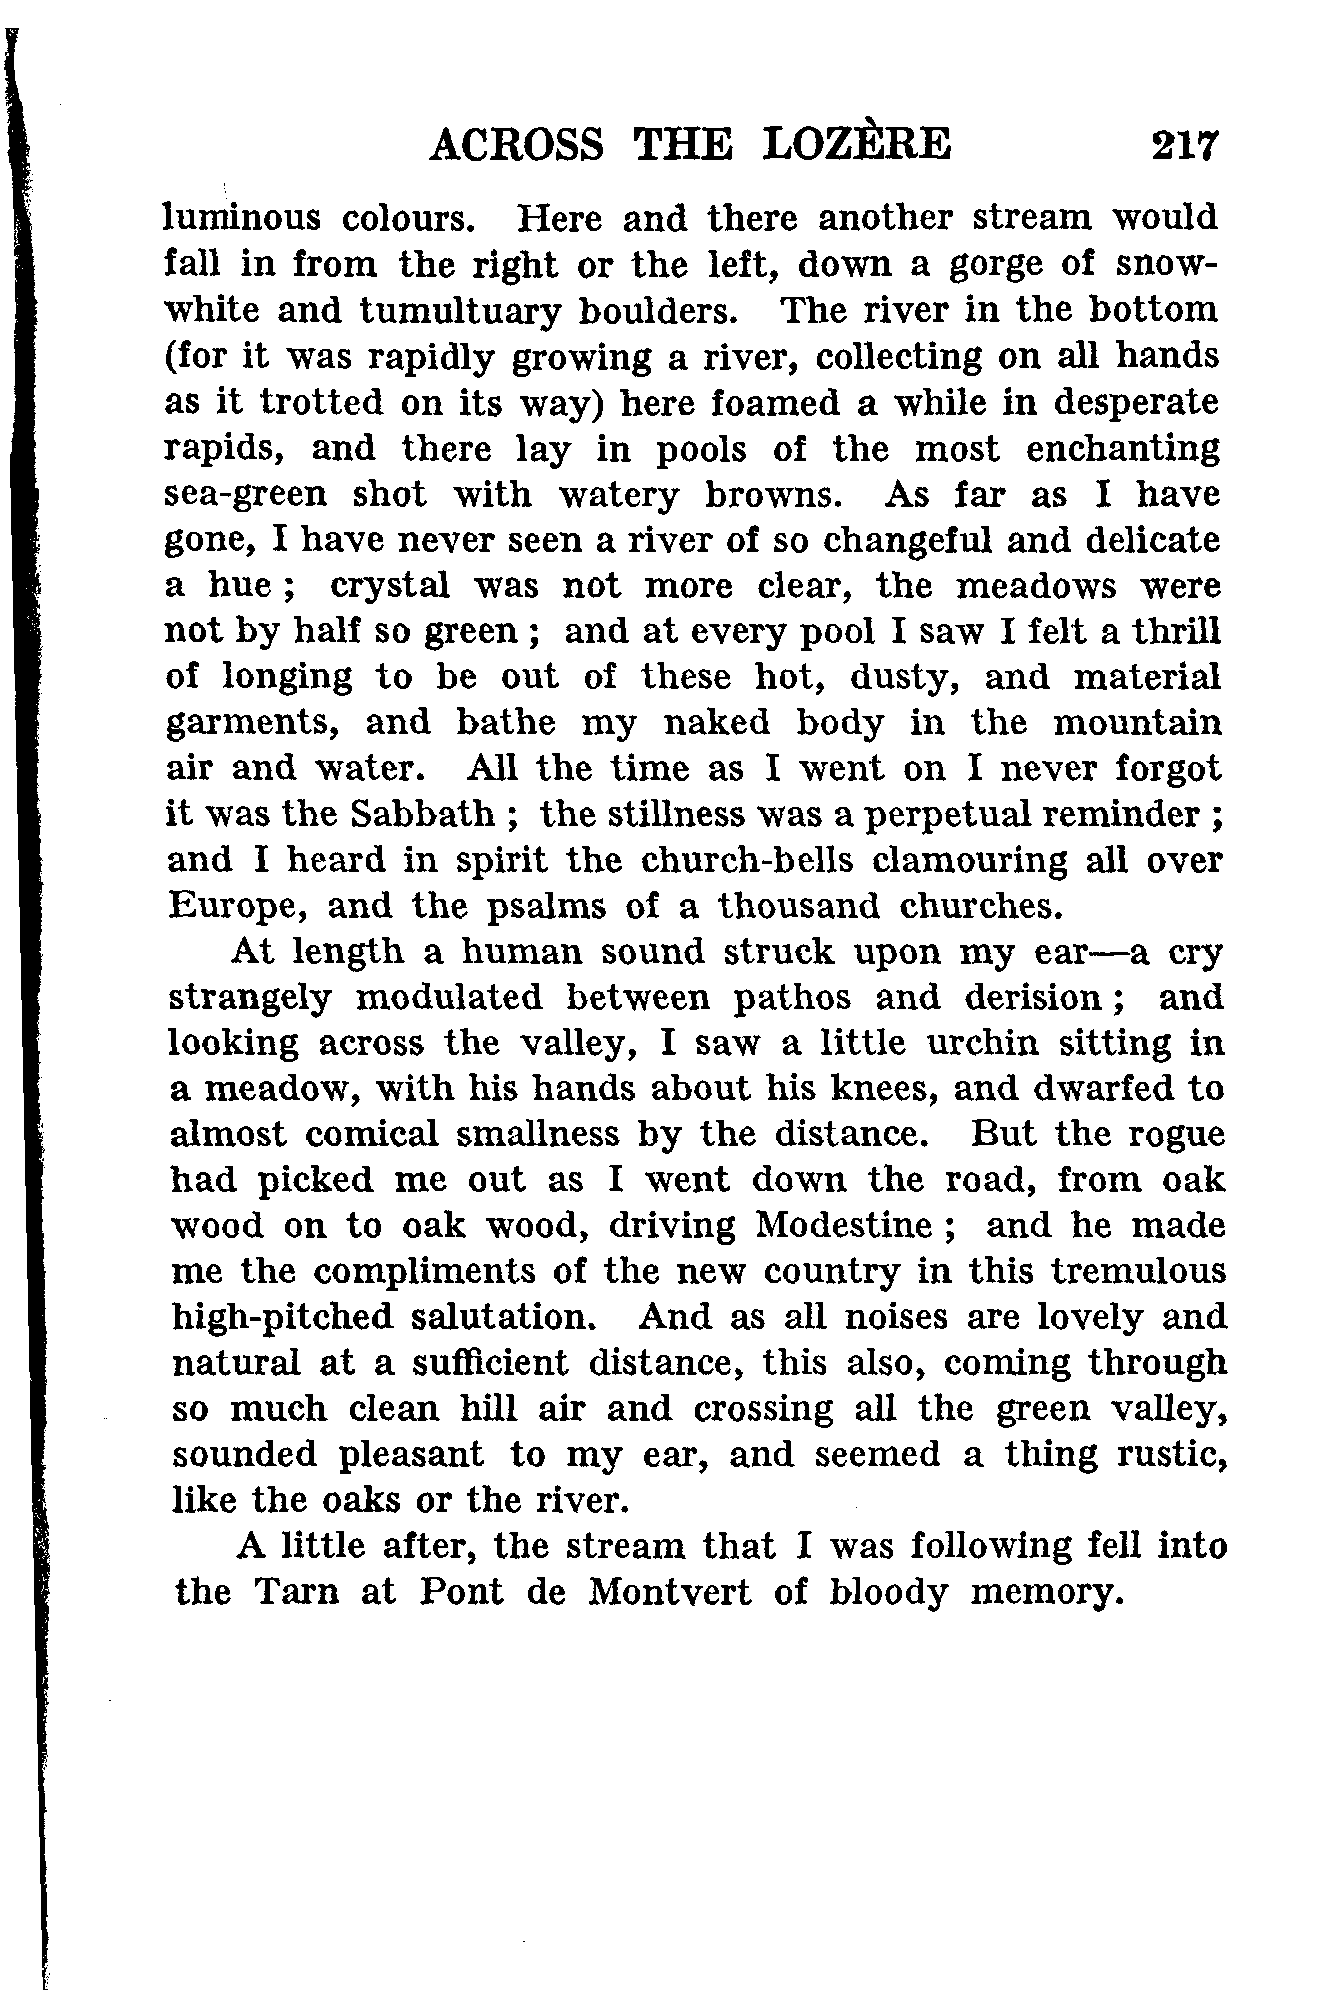 ACROSS THE LOZÈRE 217
luminous colours. Here and there another stream would
fall in from the right or the left, down a gorge of snow-
white and tumultuary boulders. The river in the bottom
(for it was rapidly growing a river, collecting on all hands
as it trotted on its way) here foamed a while in desperate
rapids, and there lay in pools of the most enchanting
sea-green shot with watery browns. As far as I have
gone, I have never seen a river of so changeful and delicate
a hue ; crystal was not more clear, the meadows were
not by half so green ; and at every pool I saw I felt a thrill
of longing to be out of these hot, dusty, and material
garments, and bathe my naked body in the mountain
air and water. All the time as I went on I never forgot
it was the Sabbath ; the stillness was a perpetual reminder ;
and I heard in spirit the church-bells clamouring all over
Europe, and the psalms of a thousand churches.
At length a human sound struck upon my ear—a cry
strangely modulated between pathos and derision ; and
looking across the valley, I saw a little urchin sitting in
a meadow, with his hands about his knees, and dwarfed to
almost comical smallness by the distance. But the rogue
had picked me out as I went down the road, from oak
wood on to oak wood, driving Modestine ; and he made
me the compliments of the new country in this tremulous
high-pitched salutation. And as all noises are lovely and
natural at a sufficient distance, this also, coming through
so much clean hill air and crossing all the green valley,
sounded pleasant to my ear, and seemed a thing rustic,
like the oaks or the river.
A little after, the stream that I was following fell into
the Tarn at Pont de Montvert of bloody memory.